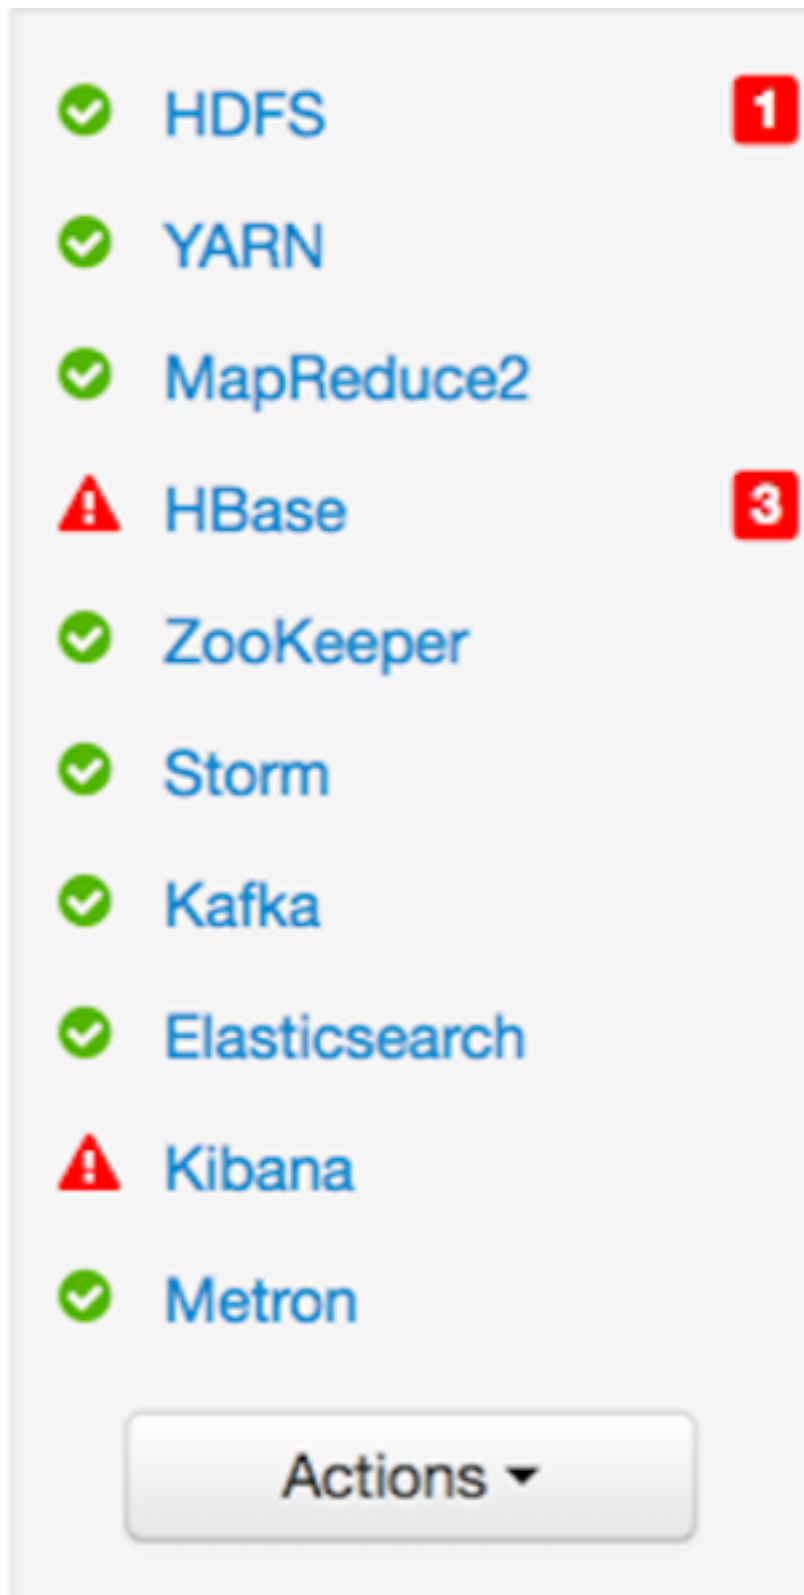 HDFS 1
YARN
MapReduce2
HBase 3
ZooKeeper
Storm
Kafka
Elasticsearch
Kibana
Metron
Actions